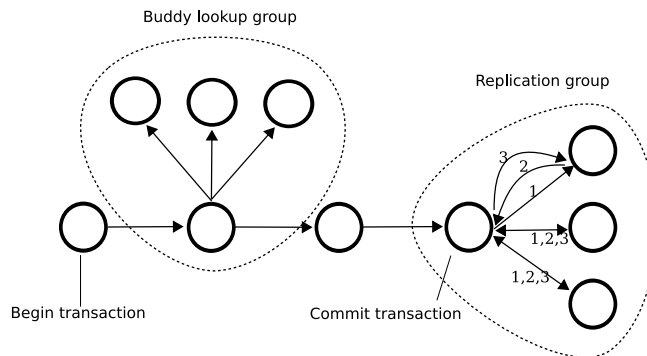 Buddy lookup group
Replication group
3
2
1
1,2,3
1,2,3
Begin transaction
Commit transaction